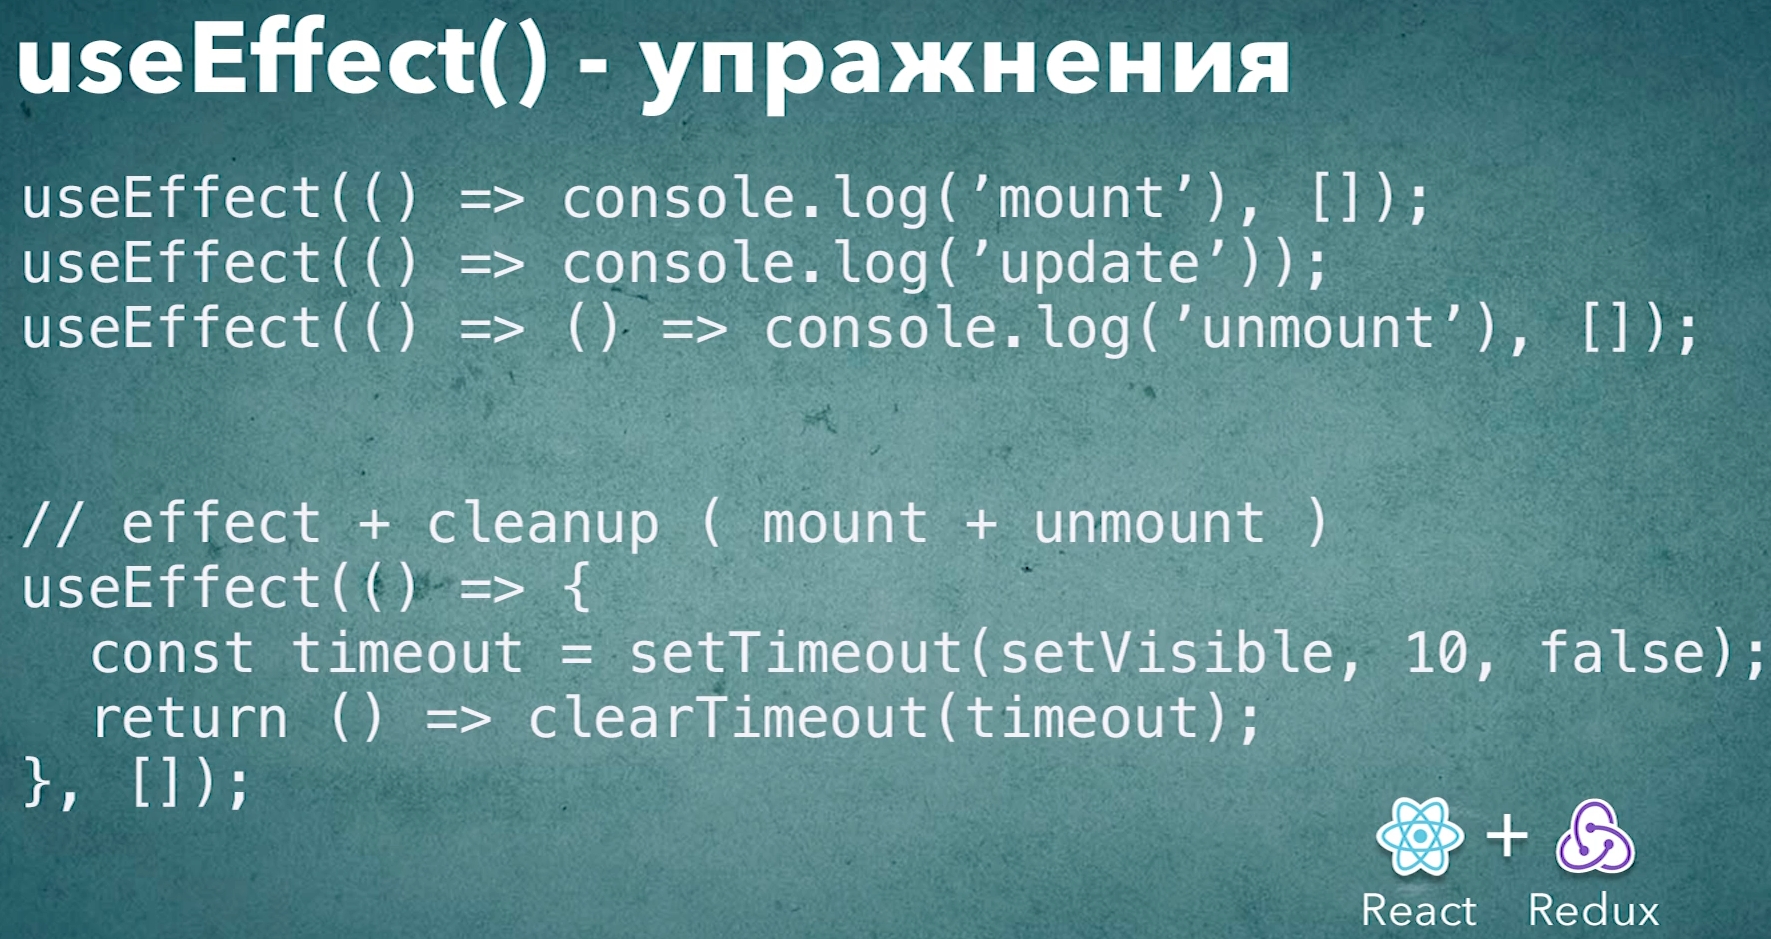 useEffect() - упражнения
useEffect(() => console.log(’mount’), []);
useEffect(() => console.log(’update’));
useEffect(() => () => console.log(’unmount’), []);
// effect + cleanup ( mount + unmount )
useEffect(() => {
  const timeout = setTimeout(setVisible, 10, false);
  return () => clearTimeout(timeout);
}, []);
+
React Redux